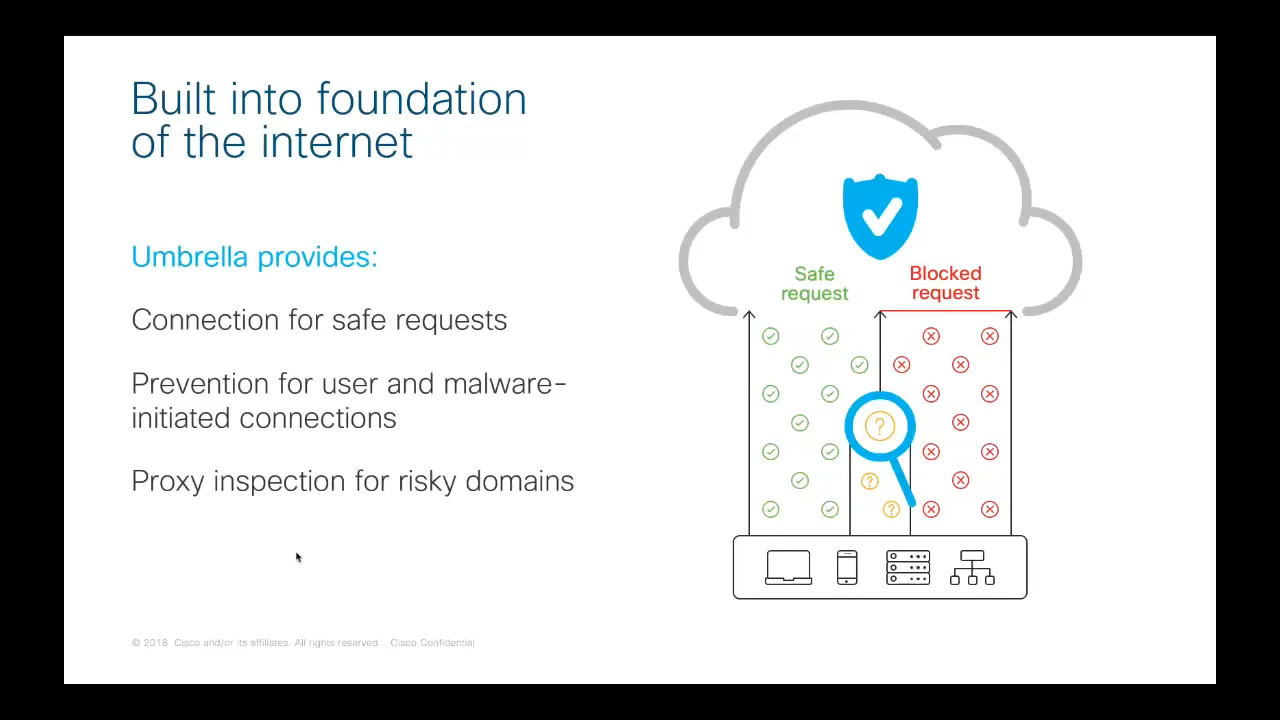 Built into foundation
of the internet
Umbrella provides:
Connection for safe requests
Prevention for user and malware-
initiated connections
Proxy inspection for risky domains
Safe
request
Blocked
request
© 2018 Cisco and/or its affiliates. All rights reserved. Cisco Confidential